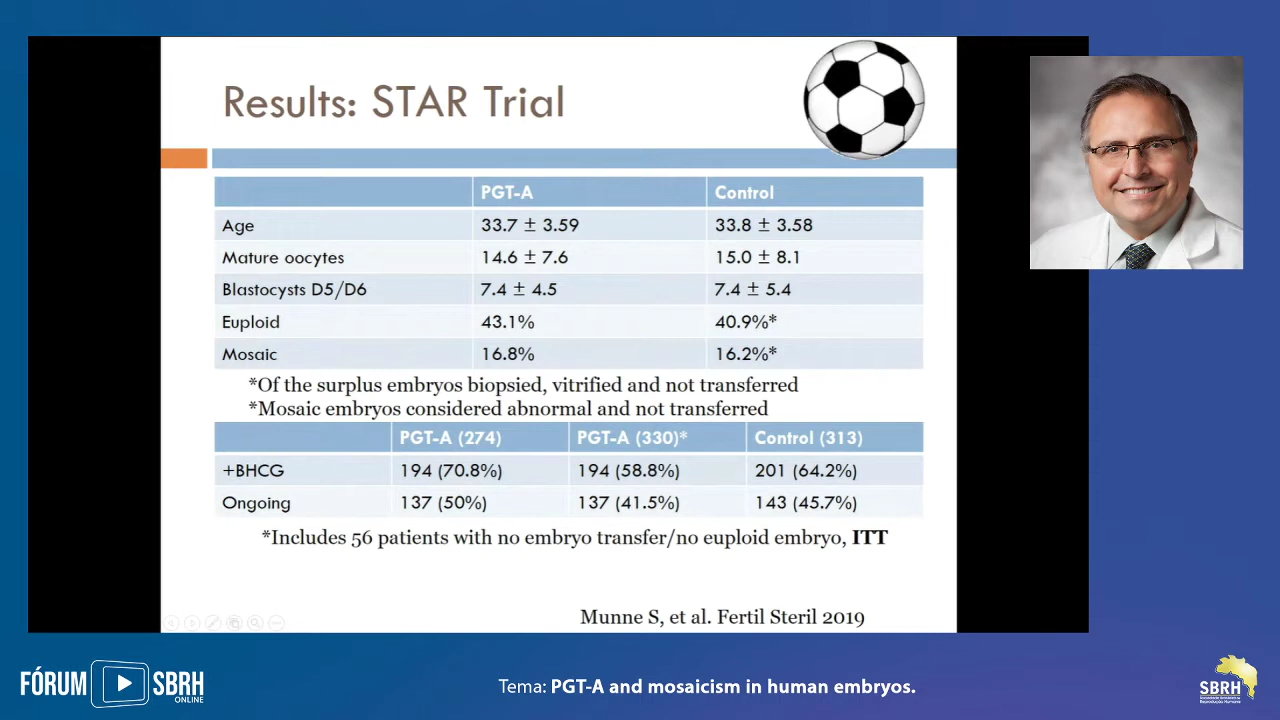 Results: STAR Trial
PGT-A Control
Age 33.7 ± 3.59 33.8 ± 3.58
Mature oocytes 14.6 ± 7.6 15.0 ± 8.1
Blastocysts D5/D6 7.4 ± 4.5 7.4 ± 5.4
Euploid 43.1% 40.9%*
Mosaic 16.8% 16.2%*
*Of the surplus embryos biopsied, vitrified and not transferred
*Mosaic embryos considered abnormal and not transferred
PGT-A (274) PGT-A (330)* Control (313)
+BHCG 194 (70.8%) 194 (58.8%) 201 (64.2%)
Ongoing 137 (50%) 137 (41.5%) 143 (45.7%)
*Includes 56 patients with no embryo transfer/no euploid embryo, ITT
Munne S, et al. Fertil Steril 2019
FÓRUM SBRH
ONLINE
Tema: PGT-A and mosaicism in human embryos.
SBRH